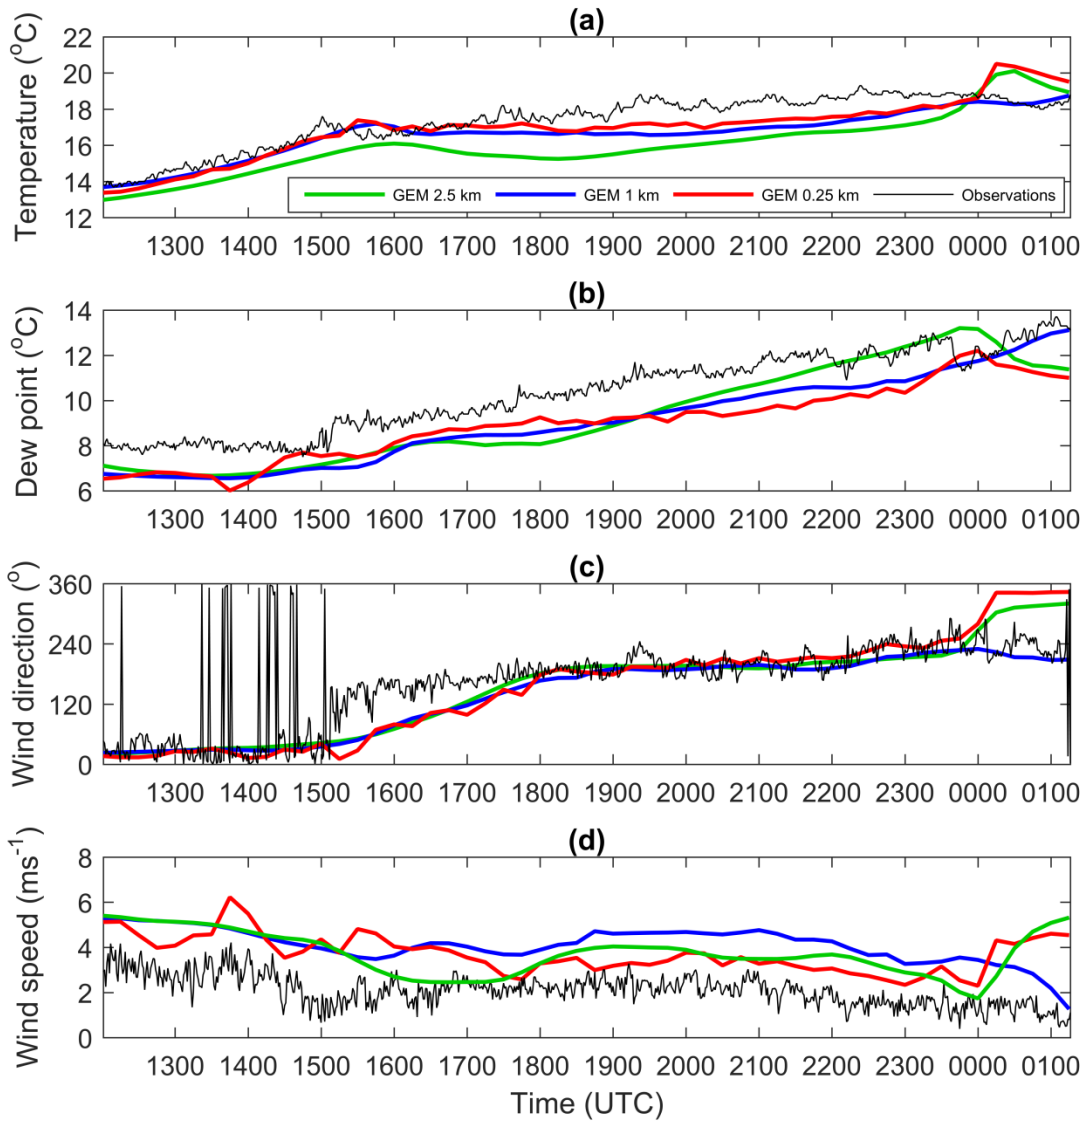 (a)
Temperature (°C)
22
20
18
16
14
12
GEM 2.5 km GEM 1 km GEM 0.25 km Observations
1300 1400 1500 1600 1700 1800 1900 2000 2100 2200 2300 0000 0100
(b)
Dew point (°C)
14
12
10
8
6
1300 1400 1500 1600 1700 1800 1900 2000 2100 2200 2300 0000 0100
(c)
Wind direction (°)
360
240
120
0
1300 1400 1500 1600 1700 1800 1900 2000 2100 2200 2300 0000 0100
(d)
Wind speed (ms⁻¹)
8
6
4
2
0
1300 1400 1500 1600 1700 1800 1900 2000 2100 2200 2300 0000 0100
Time (UTC)